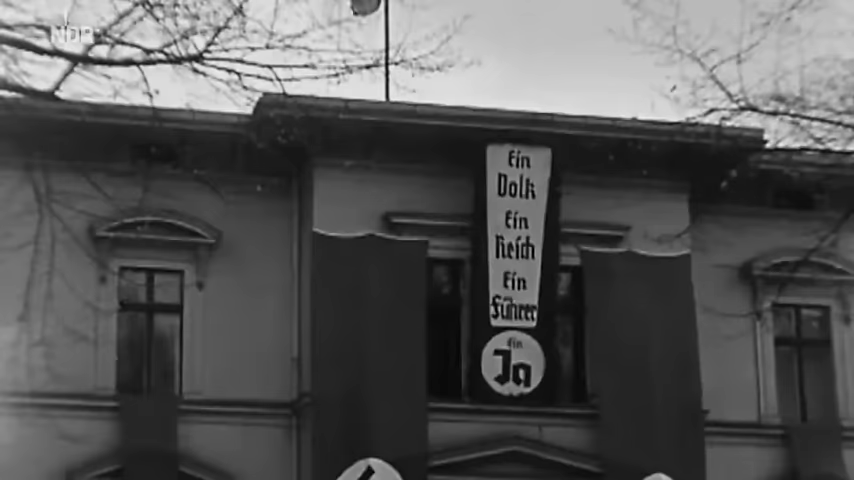 NDR
Ein
Volk
Ein
Reich
Ein
Führer
Ein
Ja